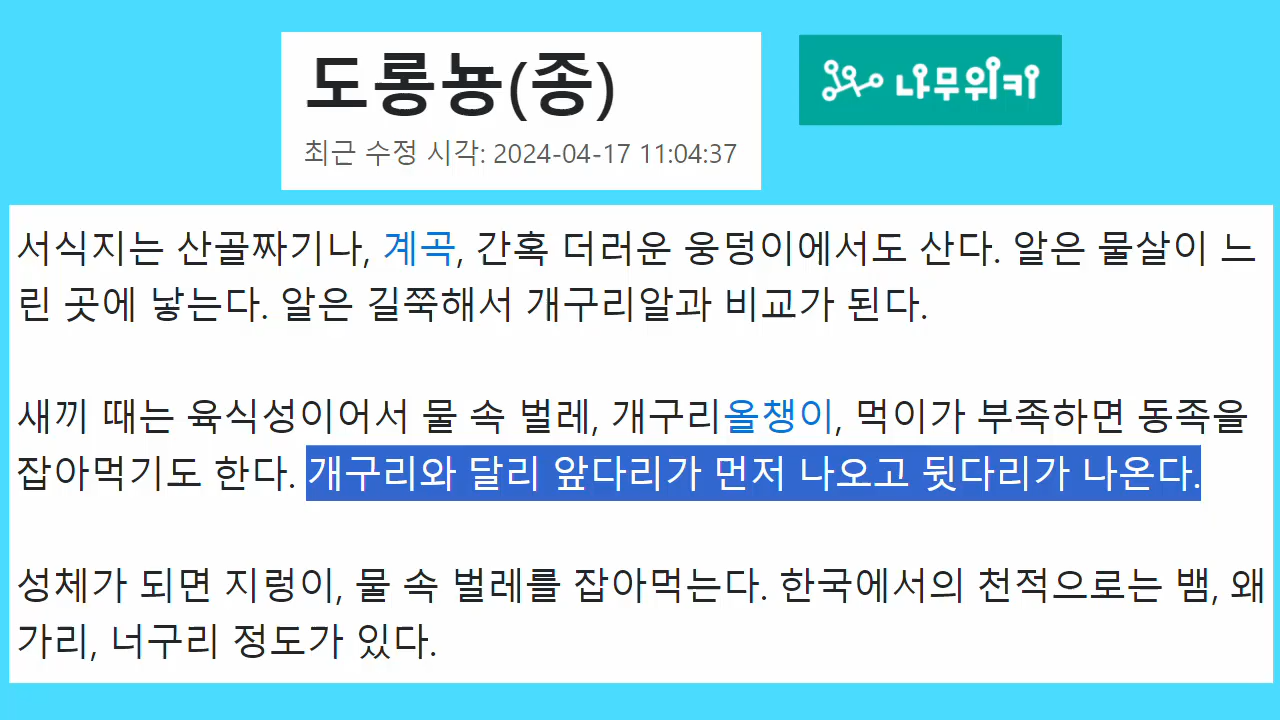 도롱뇽(종)
최근 수정 시각: 2024-04-17 11:04:37
나무위키
서식지는 산골짜기나, 계곡, 간혹 더러운 웅덩이에서도 산다. 알은 물살이 느
린 곳에 낳는다. 알은 길쭉해서 개구리알과 비교가 된다.
새끼 때는 육식성이어서 물 속 벌레, 개구리올챙이, 먹이가 부족하면 동족을
잡아먹기도 한다. 개구리와 달리 앞다리가 먼저 나오고 뒷다리가 나온다.
성체가 되면 지렁이, 물 속 벌레를 잡아먹는다. 한국에서의 천적으로는 뱀, 왜
가리, 너구리 정도가 있다.